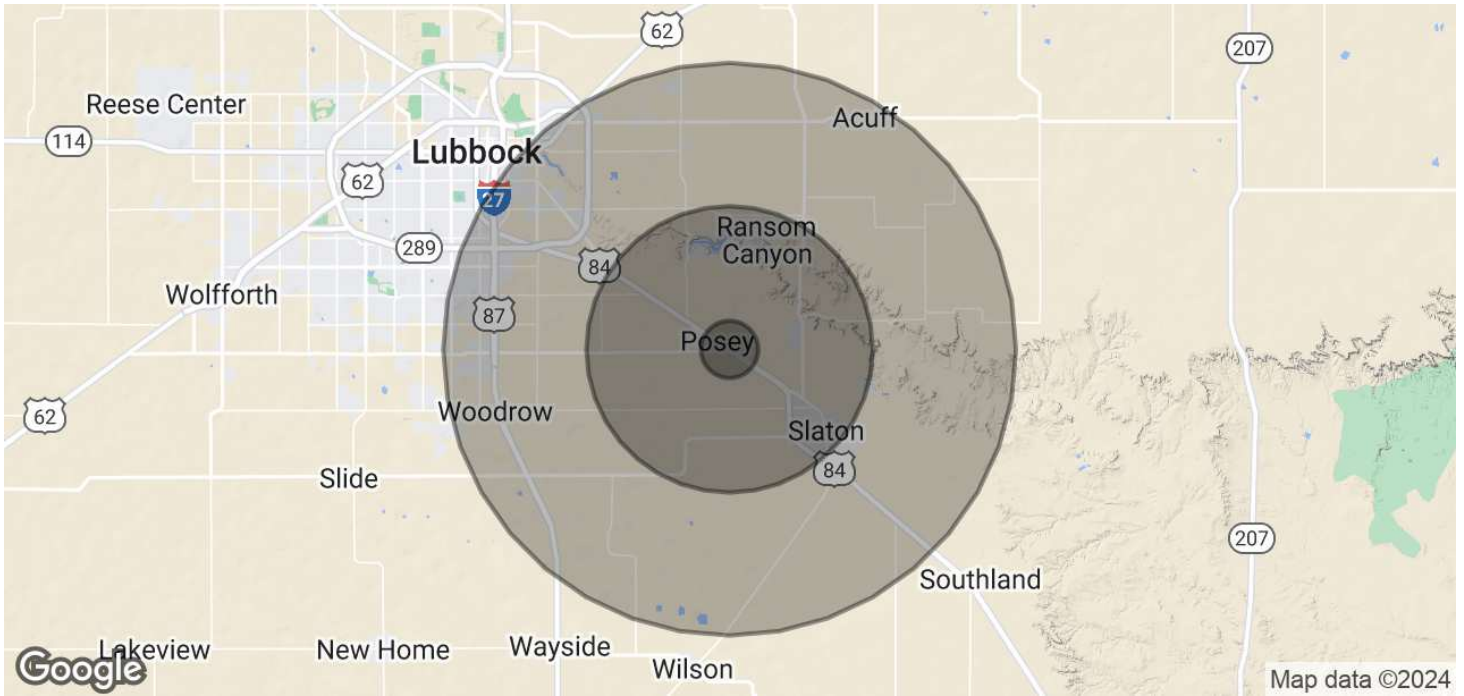 62
207
Reese Center
Acuff
114
Lubbock
62
27
Ransom
Canyon
289
84
Wolfforth
87
Posey
62
Woodrow
Slaton
84
Slide
207
Southland
Lakeview
New Home
Wayside
Wilson
Google
Map data ©2024